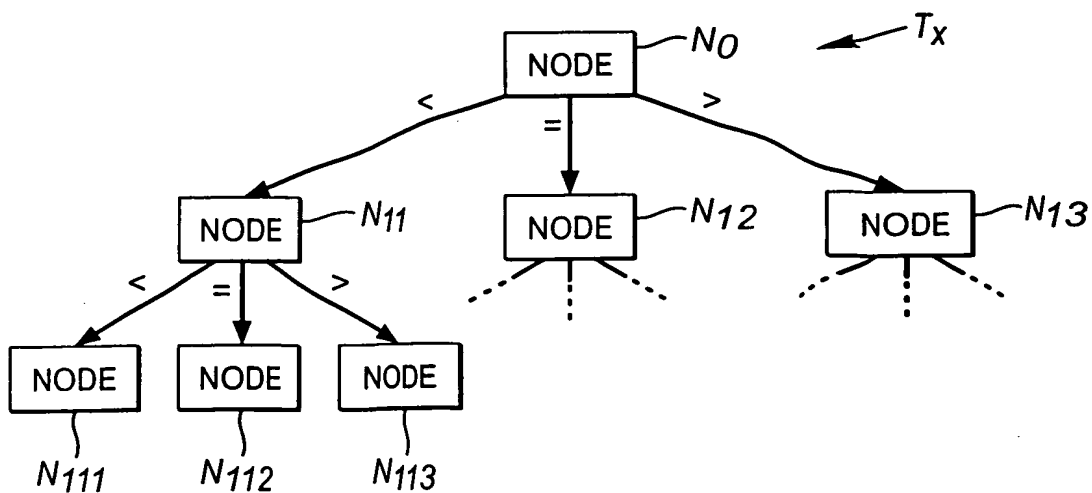 NODE N0 Tx
< = >
NODE N11 NODE N12 NODE N13
< = >
NODE NODE NODE
N111 N112 N113